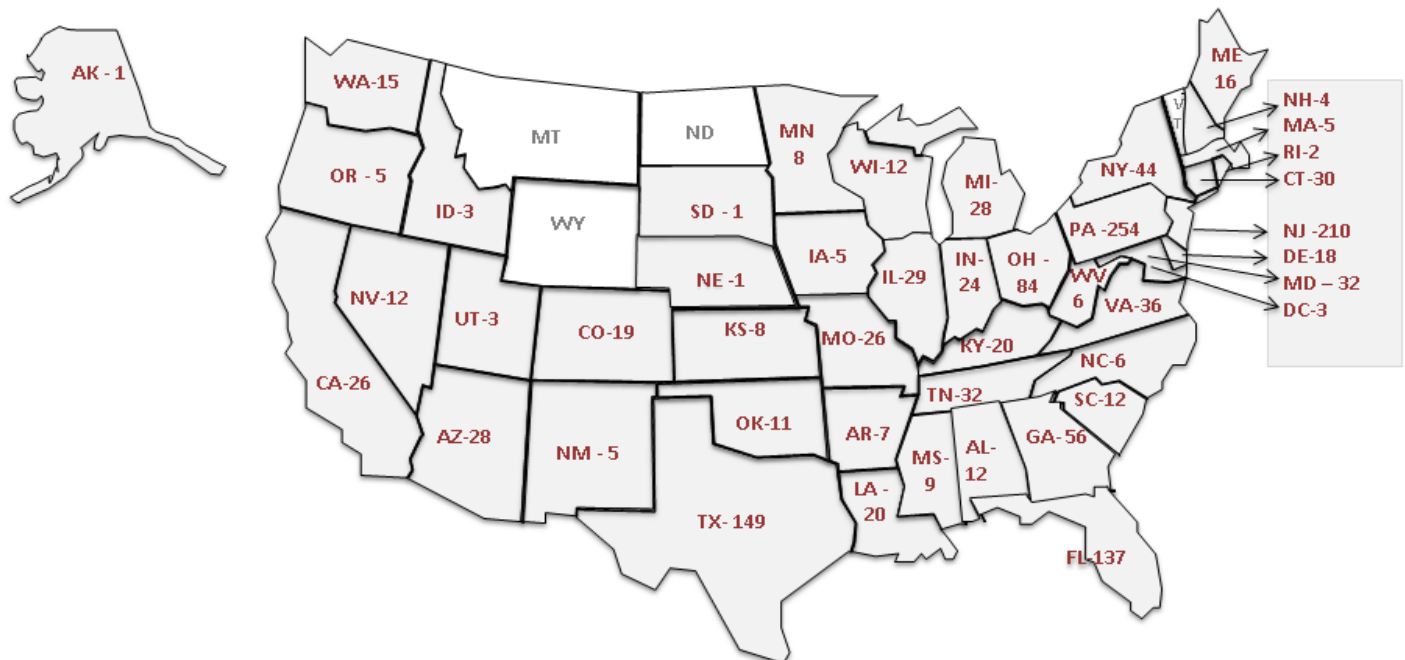 AK - 1
WA-15
OR - 5
ID-3
MT
ND
WY
SD - 1
NE -1
MN
8
WI-12
MI-
28
IA-5
IL-29
IN-
24
OH -
84
PA -254
NY-44
V
T
ME
16
NH-4
MA-5
RI-2
CT-30
NJ -210
DE-18
MD – 32
DC-3
WV
6
VA-36
KY-20
NC-6
TN-32
SC-12
GA- 56
AL-
12
MS-
9
LA -
20
AR-7
MO-26
KS-8
CO-19
UT-3
NV-12
CA-26
AZ-28
NM - 5
OK-11
TX- 149
FL-137